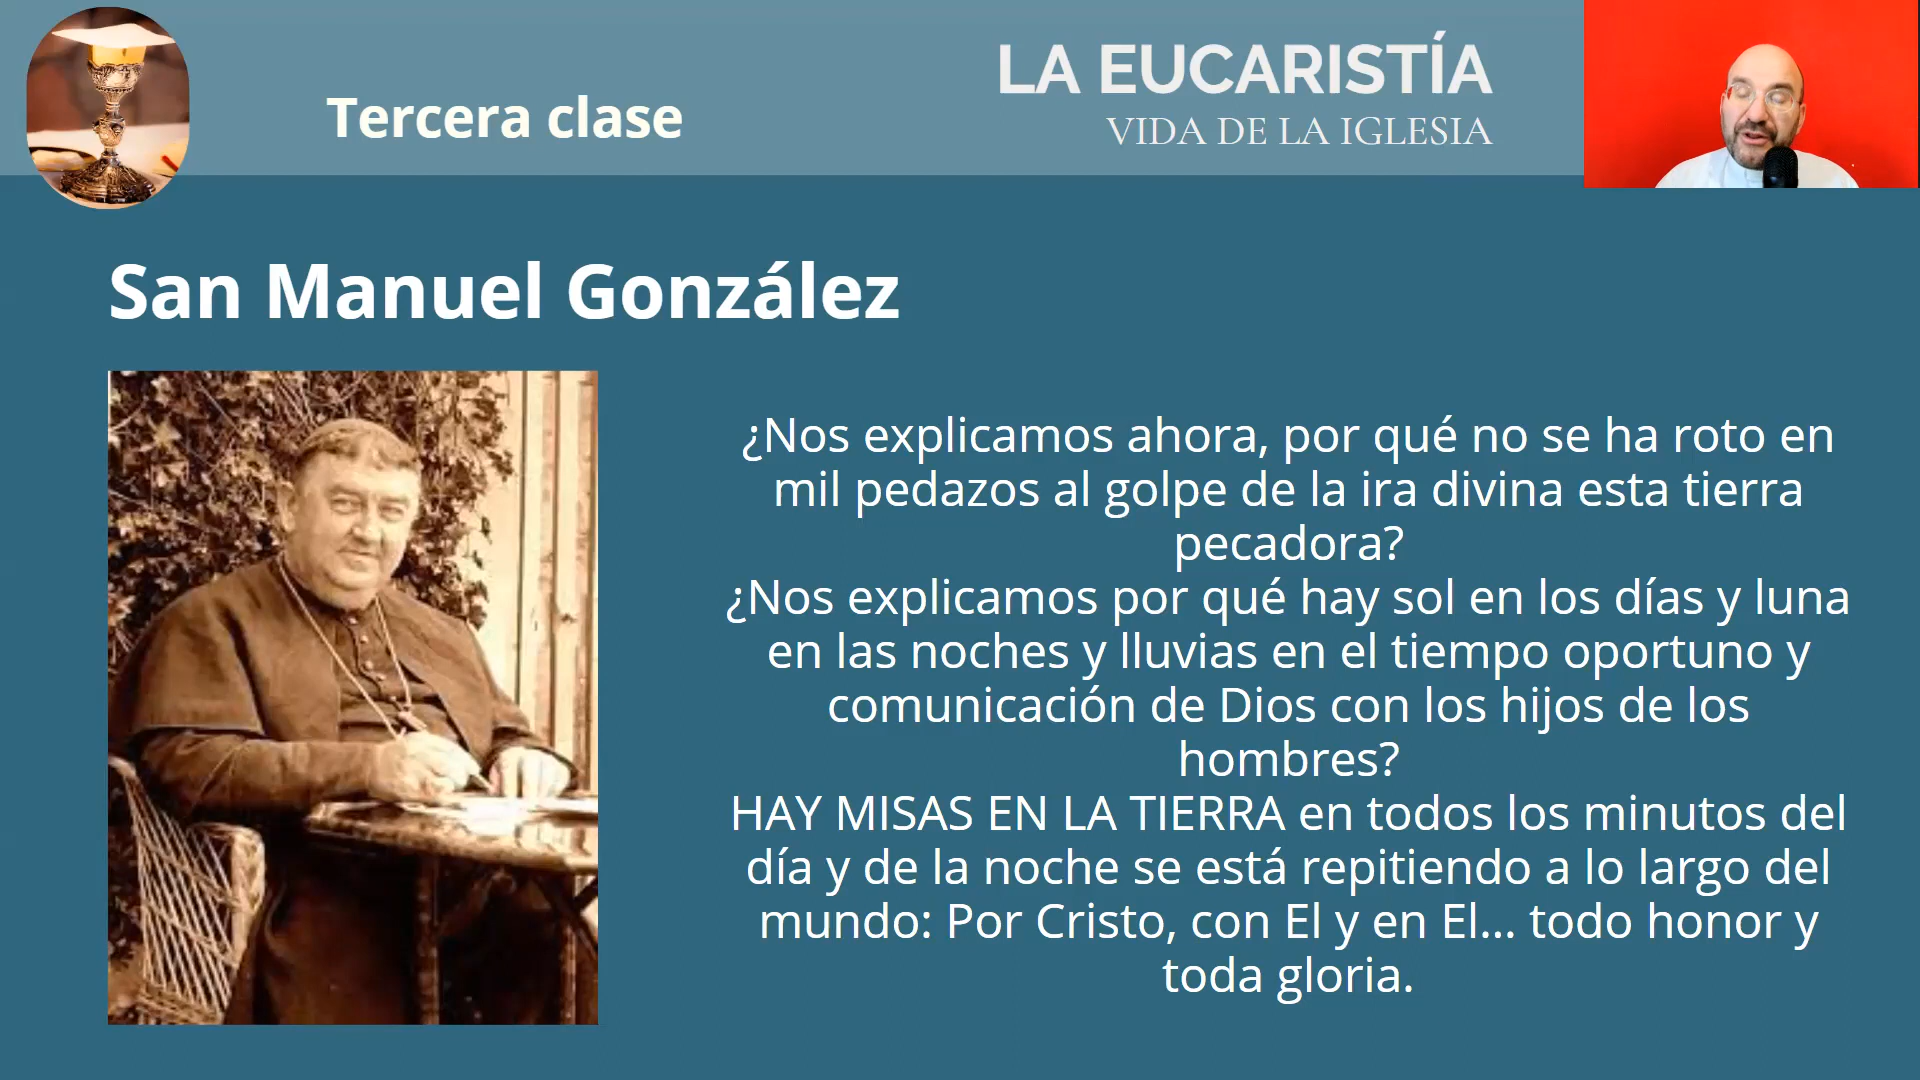 Tercera clase
LA EUCARISTÍA
VIDA DE LA IGLESIA
San Manuel González
¿Nos explicamos ahora, por qué no se ha roto en
mil pedazos al golpe de la ira divina esta tierra
pecadora?
¿Nos explicamos por qué hay sol en los días y luna
en las noches y lluvias en el tiempo oportuno y
comunicación de Dios con los hijos de los
hombres?
HAY MISAS EN LA TIERRA en todos los minutos del
día y de la noche se está repitiendo a lo largo del
mundo: Por Cristo, con El y en El... todo honor y
toda gloria.